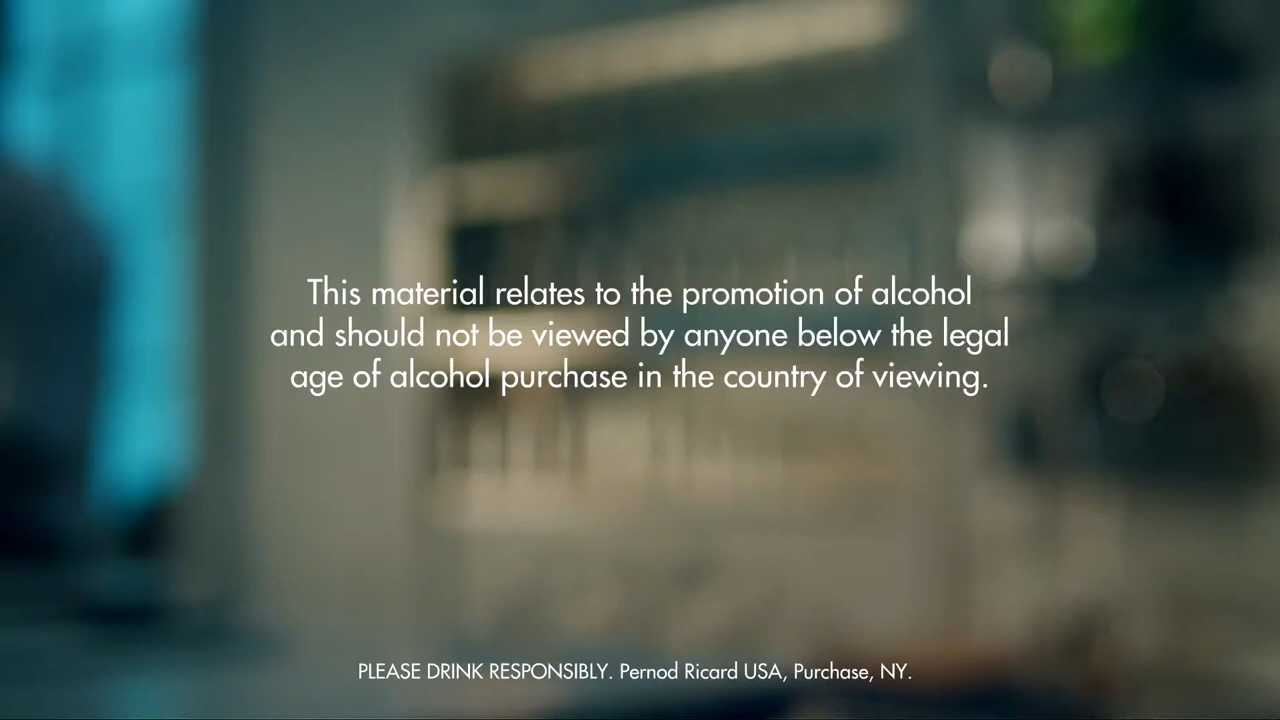 This material relates to the promotion of alcohol
and should not be viewed by anyone below the legal
age of alcohol purchase in the country of viewing.
PLEASE DRINK RESPONSIBLY. Pernod Ricard USA, Purchase, NY.